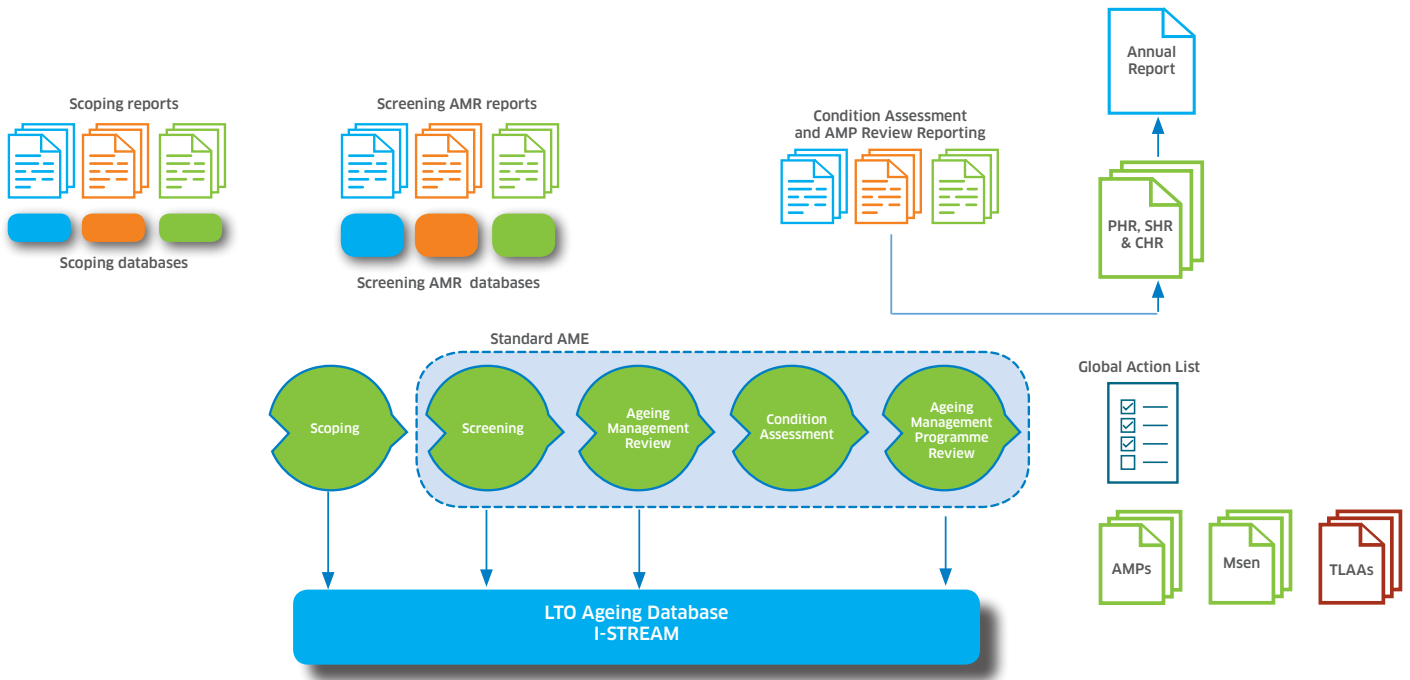 Annual
Report
Scoping reports
Screening AMR reports
Condition Assessment
and AMP Review Reporting
PHR, SHR
& CHR
Scoping databases
Screening AMR databases
Standard AME
Global Action List
Scoping
Screening
Ageing
Management
Review
Condition
Assessment
Ageing
Management
Programme
Review
AMPs
Msen
TLAAs
LTO Ageing Database
I-STREAM